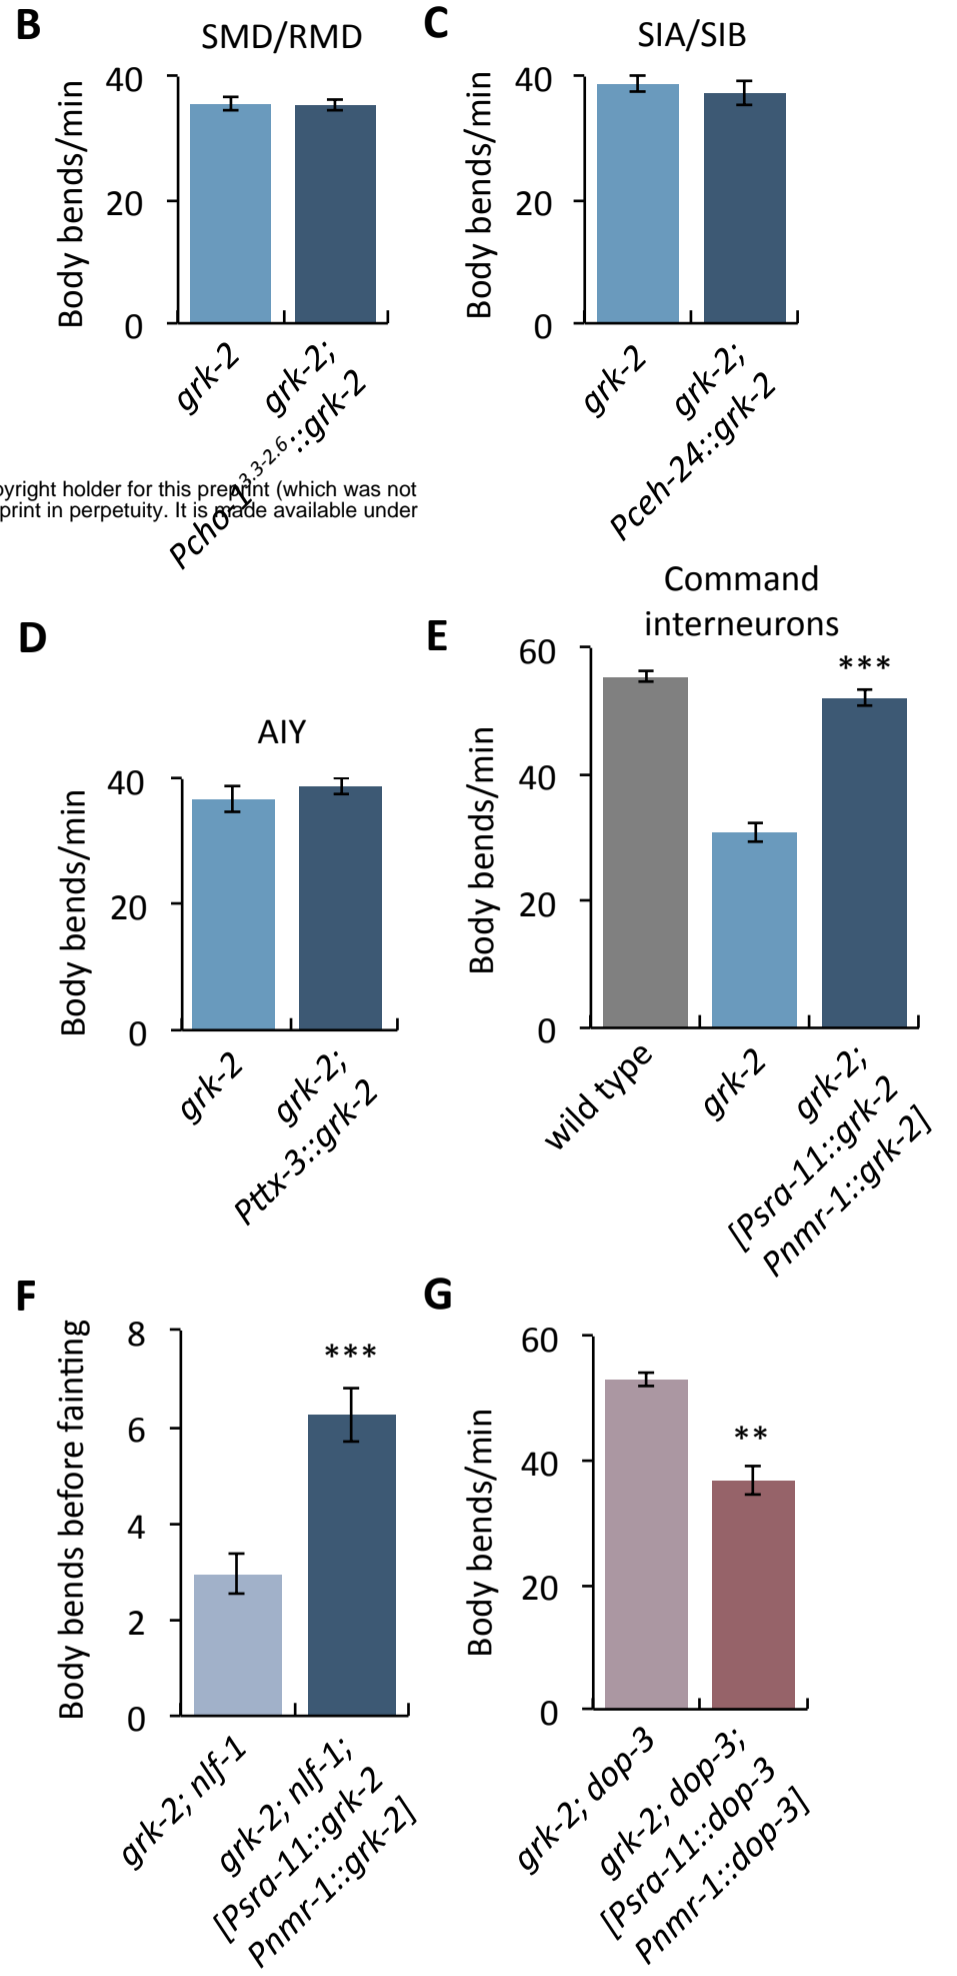 B
SMD/RMD
Body bends/min
40
20
0
grk-2
grk-2;
Pcho-1^3.3-2.6::grk-2
C
SIA/SIB
Body bends/min
40
20
0
grk-2
grk-2;
Pceh-24::grk-2
pyright holder for this preprint (which was not
print in perpetuity. It is made available under
D
AIY
Body bends/min
40
20
0
grk-2
grk-2;
Pttx-3::grk-2
E
Command
interneurons
Body bends/min
60
40
20
0
***
wild type
grk-2
grk-2;
[Psra-11::grk-2
Pnmr-1::grk-2]
F
Body bends before fainting
8
6
4
2
0
***
grk-2; nlf-1
grk-2; nlf-1;
[Psra-11::grk-2
Pnmr-1::grk-2]
G
Body bends/min
60
40
20
0
**
grk-2; dop-3
grk-2; dop-3;
[Psra-11::dop-3
Pnmr-1::dop-3]